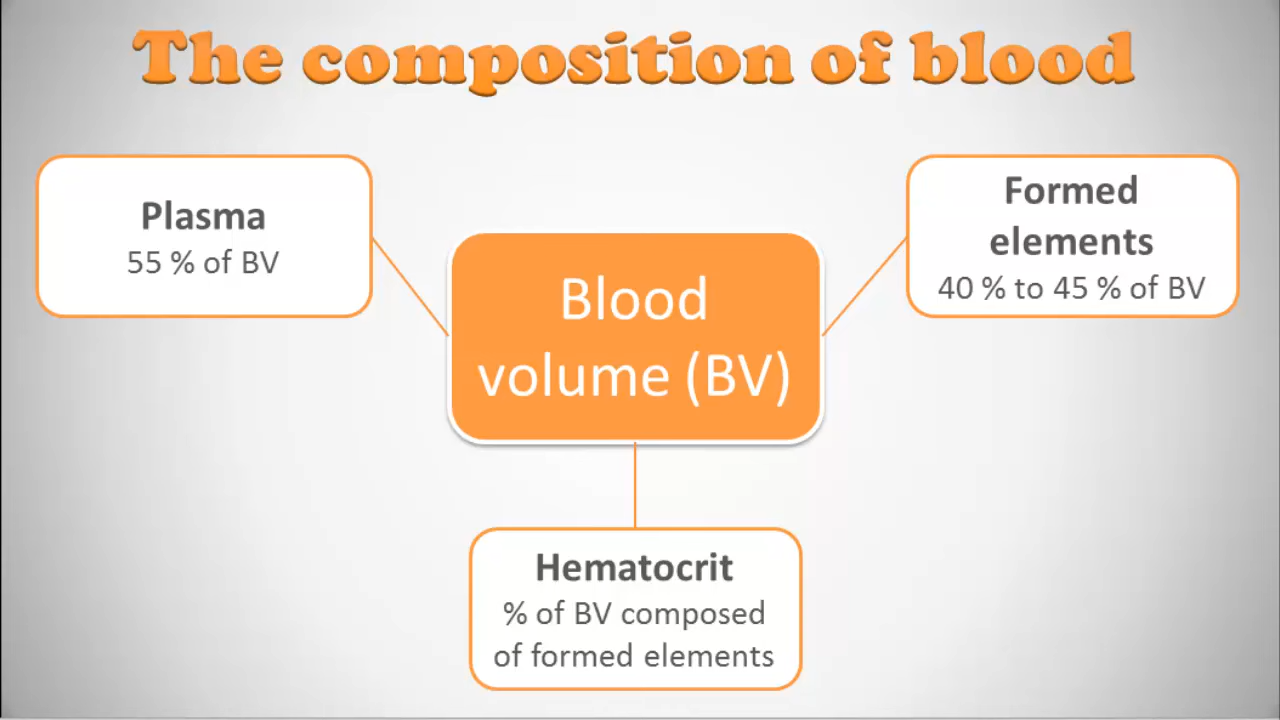 The composition of blood
Plasma
55 % of BV
Formed
elements
40 % to 45 % of BV
Blood
volume (BV)
Hematocrit
% of BV composed
of formed elements